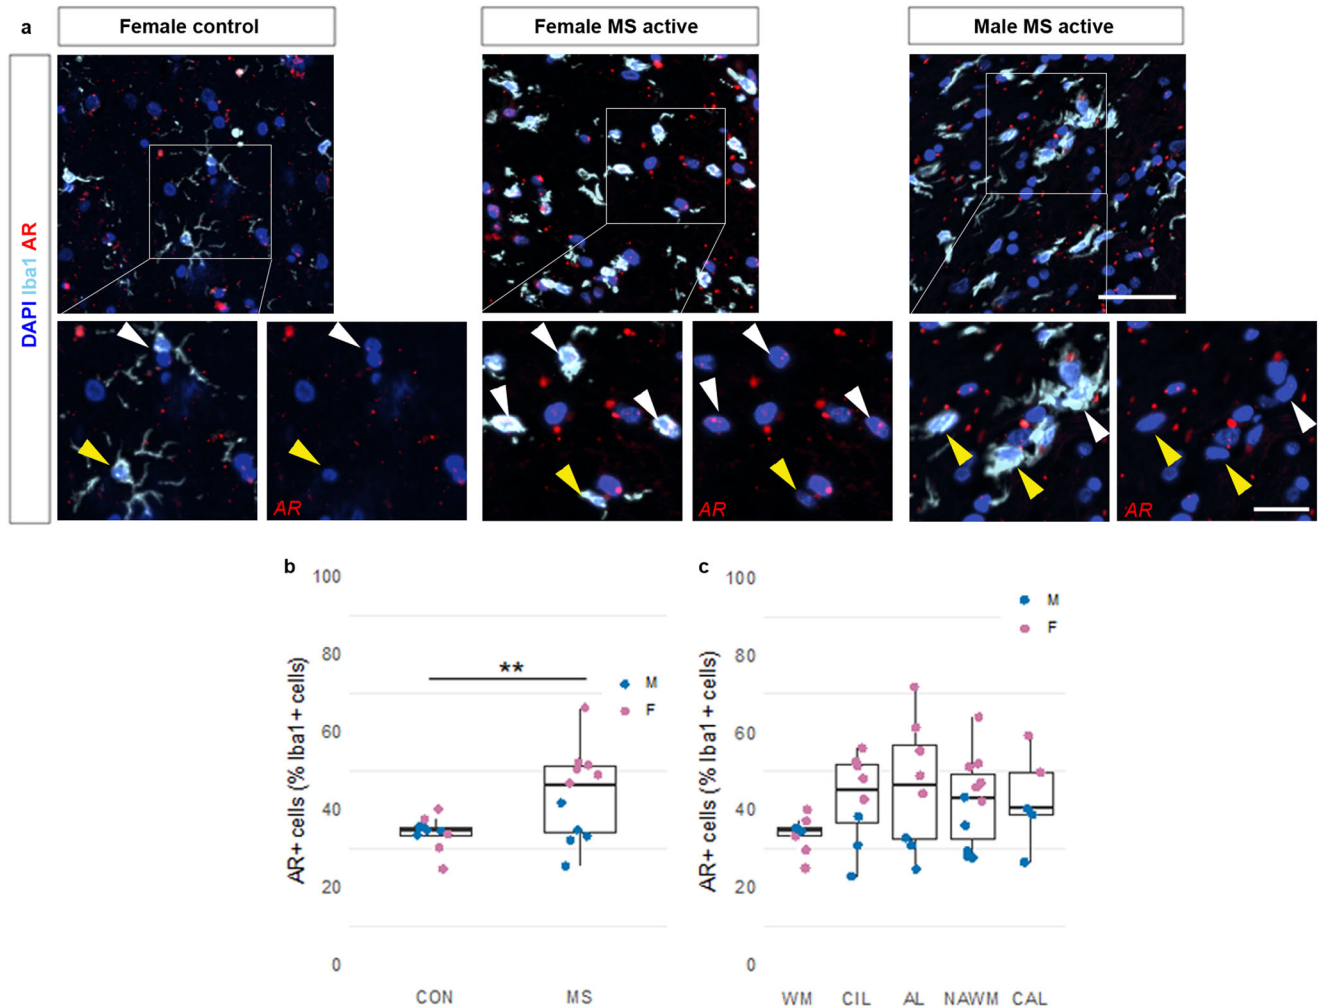 a
Female control
Female MS active
Male MS active
DAPI Iba1 AR
AR
AR
AR
b
100
80
60
40
20
0
AR+ cells (% Iba1+ cells)
**
M
F
CON
MS
c
100
80
60
40
20
0
AR+ cells (% Iba1+ cells)
M
F
WM
CIL
AL
NAWM
CAL